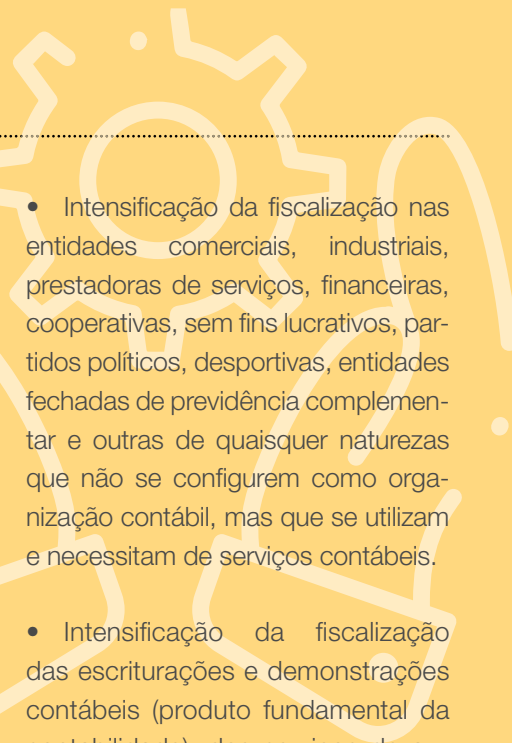 • Intensificação da fiscalização nas
entidades comerciais, industriais,
prestadoras de serviços, financeiras,
cooperativas, sem fins lucrativos, par-
tidos políticos, desportivas, entidades
fechadas de previdência complemen-
tar e outras de quaisquer naturezas
que não se configurem como orga-
nização contábil, mas que se utilizam
e necessitam de serviços contábeis.
• Intensificação da fiscalização
das escriturações e demonstrações
contábeis (produto fundamental da